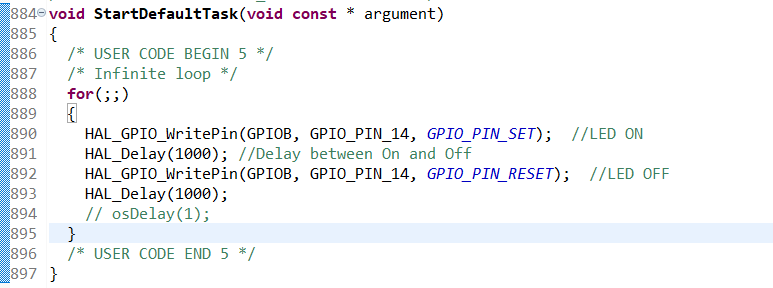 884 void StartDefaultTask(void const * argument)
885 {
886   /* USER CODE BEGIN 5 */
887   /* Infinite loop */
888   for(;;)
889   {
890     HAL_GPIO_WritePin(GPIOB, GPIO_PIN_14, GPIO_PIN_SET);  //LED ON
891     HAL_Delay(1000); //Delay between On and Off
892     HAL_GPIO_WritePin(GPIOB, GPIO_PIN_14, GPIO_PIN_RESET);  //LED OFF
893     HAL_Delay(1000);
894     // osDelay(1);
895   }
896   /* USER CODE END 5 */
897 }